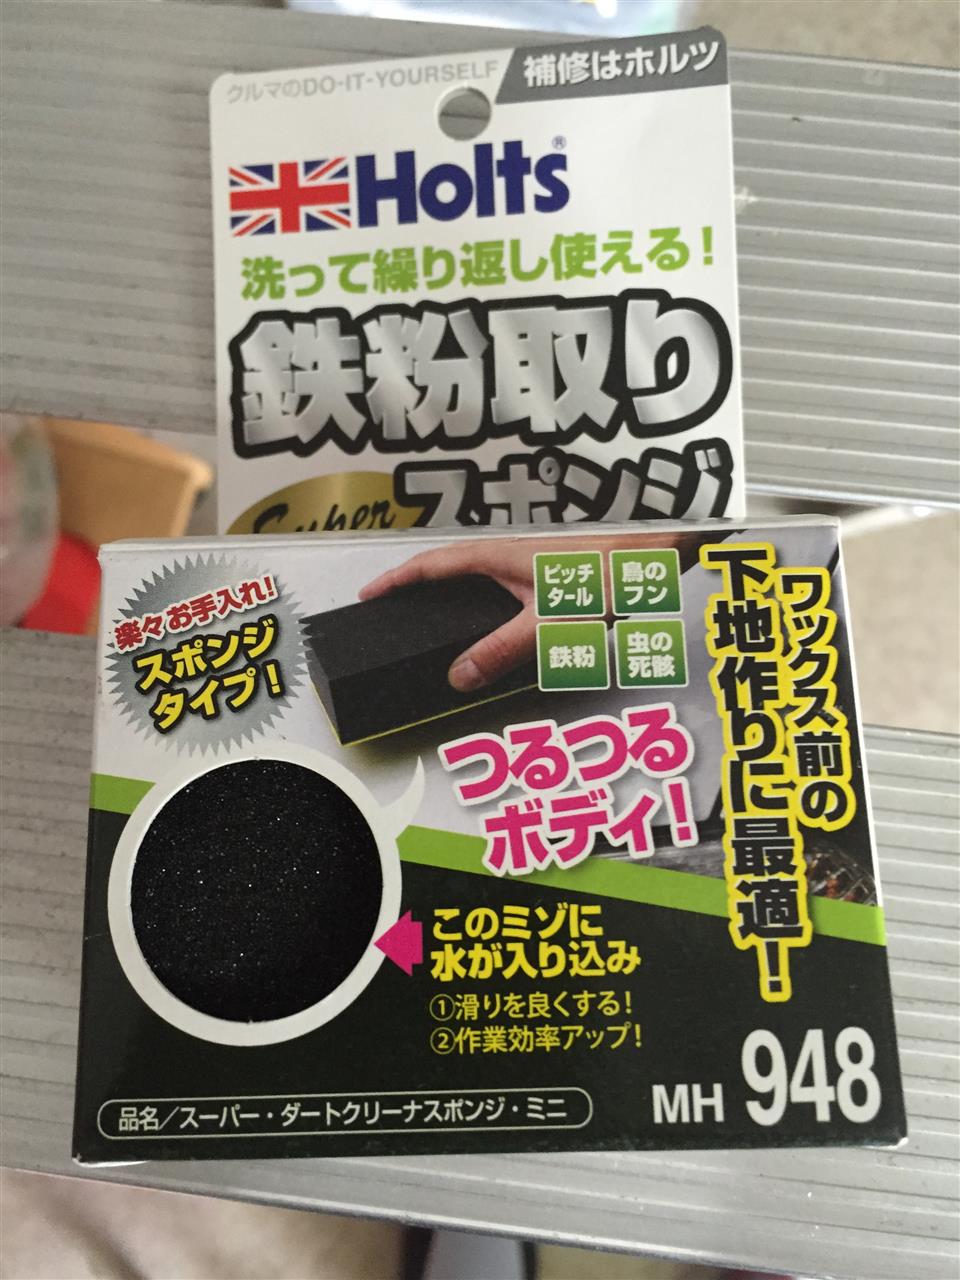 クルマのDO-IT-YOURSELF
補修はホルツ
Holts®
洗って繰り返し使える！
鉄粉取り
Super
スポンジ
楽々お手入れ！
スポンジ
タイプ！
ピッチ
タール
鳥の
フン
鉄粉
虫の
死骸
ワックス前の
下地作りに最適！
つるつる
ボディ！
このミゾに
水が入り込み
①滑りを良くする！
②作業効率アップ！
MH 948
品名／スーパー・ダートクリーナスポンジ・ミニ